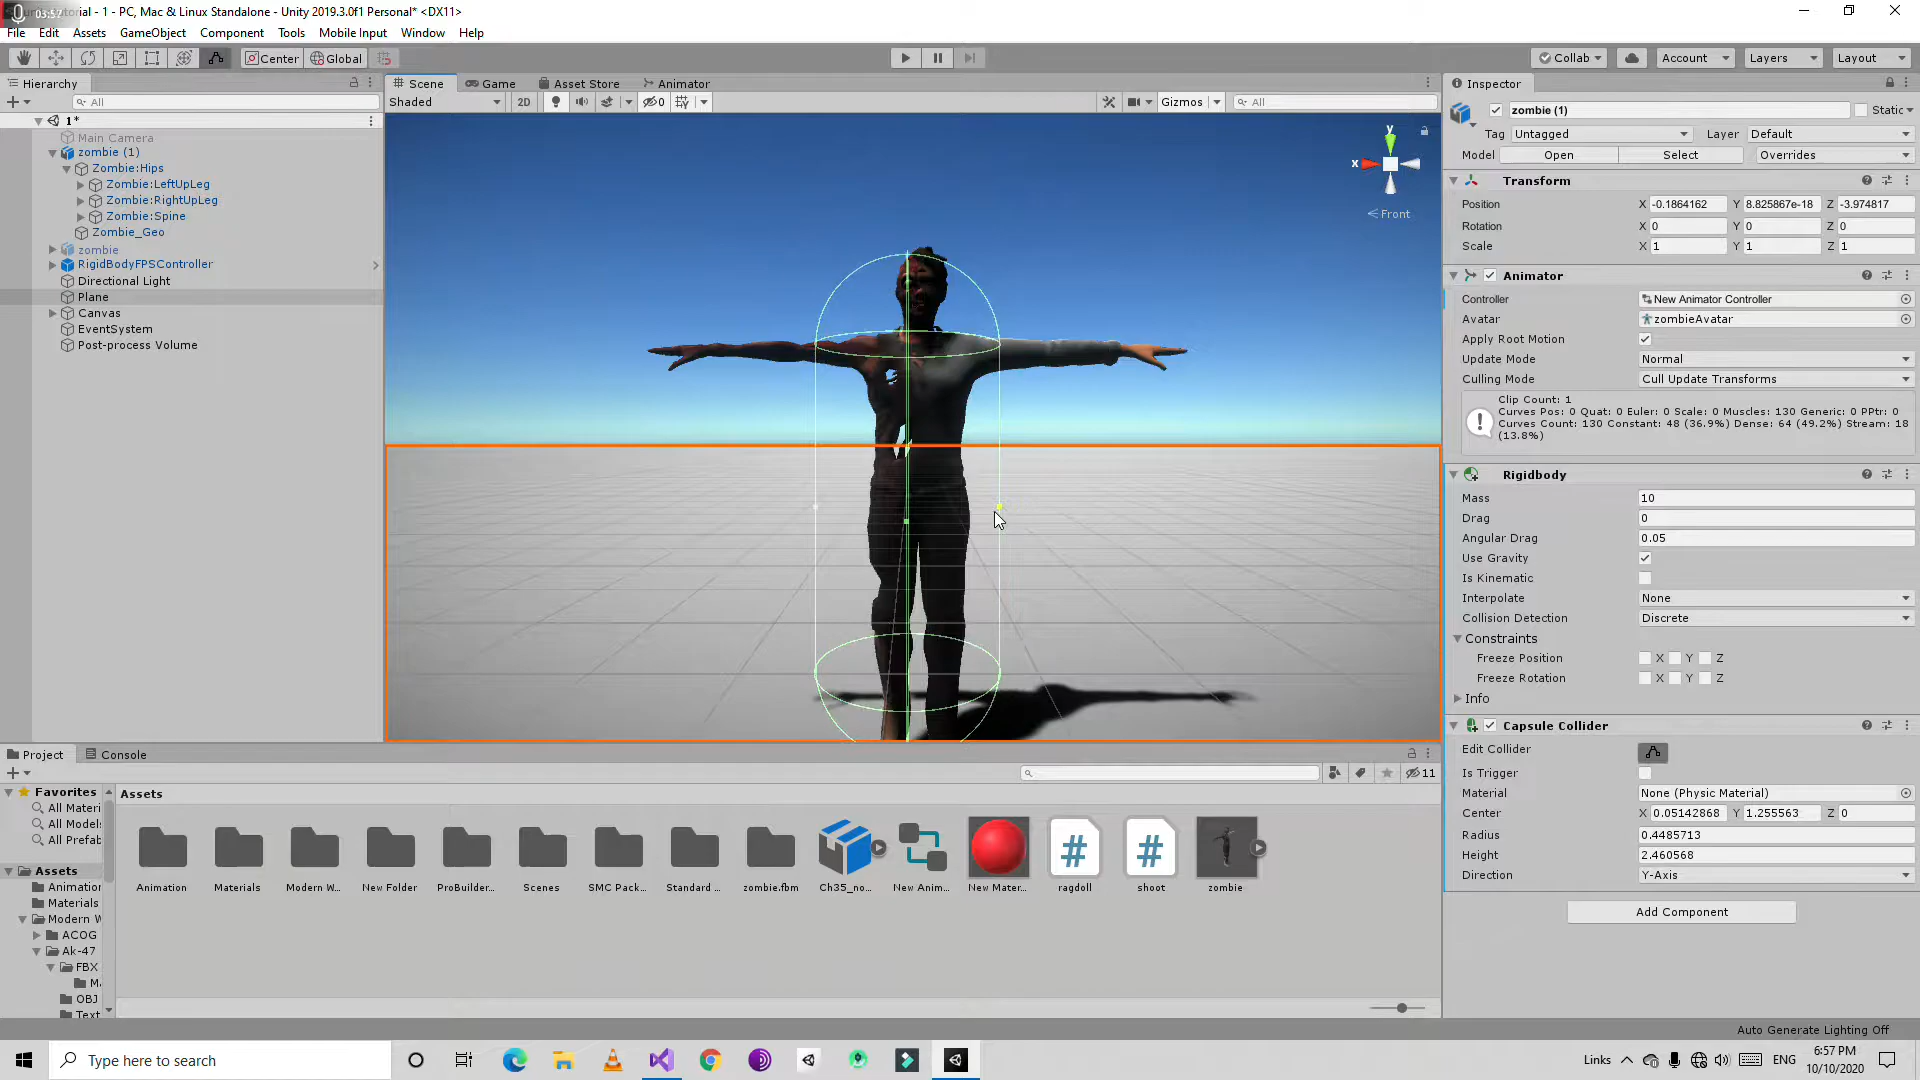 03:57
orial - 1 - PC, Mac & Linux Standalone - Unity 2019.3.0f1 Personal* <DX11>
File Edit Assets GameObject Component Tools Mobile Input Window Help
Center Global
Collab Account Layers Layout
Hierarchy
All
1*
Main Camera
zombie (1)
Zombie:Hips
Zombie:LeftUpLeg
Zombie:RightUpLeg
Zombie:Spine
Zombie_Geo
zombie
RigidBodyFPSController
Directional Light
Plane
Canvas
EventSystem
Post-process Volume
Scene Game Asset Store Animator
Shaded 2D 0 Gizmos All
y
x
Front
Inspector
zombie (1) Static
Tag Untagged Layer Default
Model Open Select Overrides
Transform
Position X -0.1864162 Y 8.825867e-18 Z -3.974817
Rotation X 0 Y 0 Z 0
Scale X 1 Y 1 Z 1
Animator
Controller New Animator Controller
Avatar zombieAvatar
Apply Root Motion
Update Mode Normal
Culling Mode Cull Update Transforms
Clip Count: 1
Curves Pos: 0 Quat: 0 Euler: 0 Scale: 0 Muscles: 130 Generic: 0 PPtr: 0
Curves Count: 130 Constant: 48 (36.9%) Dense: 64 (49.2%) Stream: 18
(13.8%)
Rigidbody
Mass 10
Drag 0
Angular Drag 0.05
Use Gravity
Is Kinematic
Interpolate None
Collision Detection Discrete
Constraints
Freeze Position X Y Z
Freeze Rotation X Y Z
Info
Capsule Collider
Edit Collider
Is Trigger
Material None (Physic Material)
Center X 0.05142868 Y 1.255563 Z 0
Radius 0.4485713
Height 2.460568
Direction Y-Axis
Add Component
Project Console
11
Favorites
All Materi
All Models
All Prefab
Assets
Animation
Materials
Modern W
ACOG
Ak-47
FBX
M
OBJ
Text
Assets
Animation Materials Modern W... New Folder ProBuilder... Scenes SMC Pack... Standard ... zombie.fbm Ch35_no... New Anim... New Mater... ragdoll shoot zombie
Auto Generate Lighting Off
Type here to search
Links ENG 6:57 PM
10/10/2020